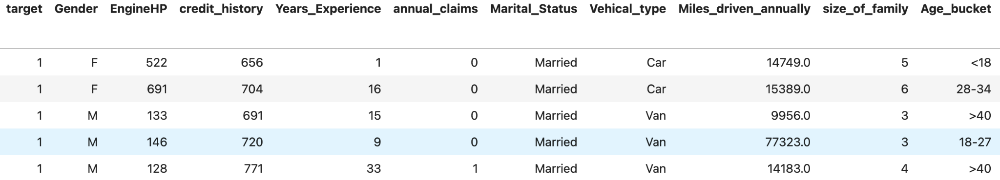 target Gender EngineHP credit_history Years_Experience annual_claims Marital_Status Vehical_type Miles_driven_annually size_of_family Age_bucket
1 F 522 656 1 0 Married Car 14749.0 5 <18
1 F 691 704 16 0 Married Car 15389.0 6 28-34
1 M 133 691 15 0 Married Van 9956.0 3 >40
1 M 146 720 9 0 Married Van 77323.0 3 18-27
1 M 128 771 33 1 Married Van 14183.0 4 >40